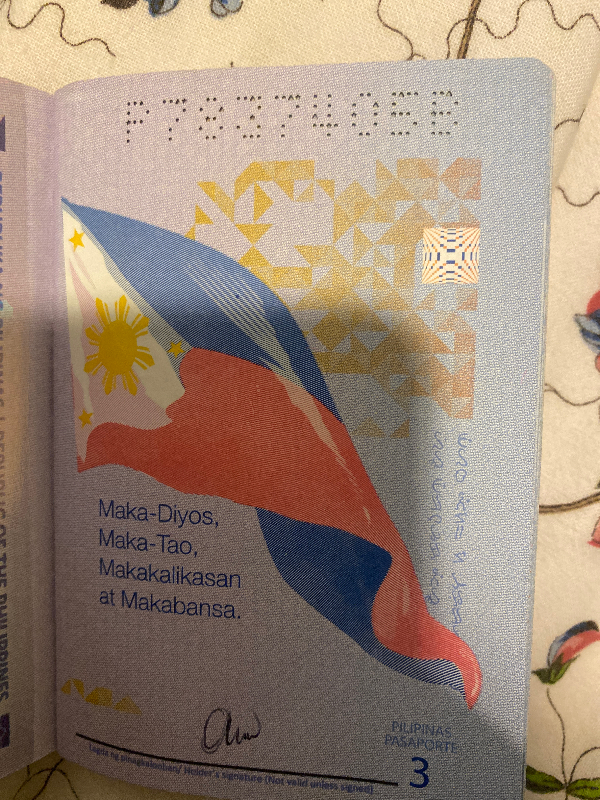 P7837405B
Maka-Diyos,
Maka-Tao,
Makakalikasan
at Makabansa.
PILIPINAS
PASAPORTE
Lagda ng pinagkalooban/ Holder's signature (Not valid unless signed)
3